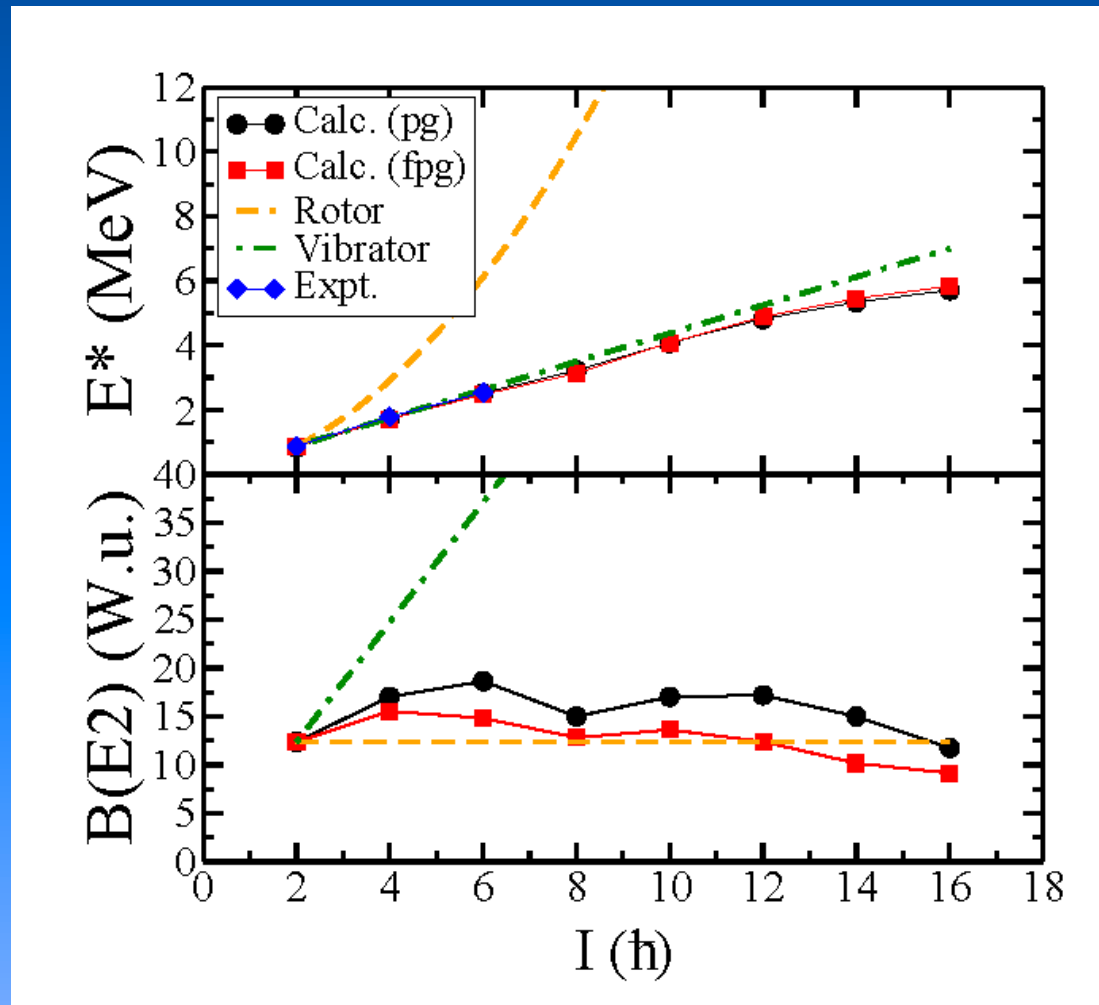 E* (MeV)
12
10
8
6
4
2
Calc. (pg)
Calc. (fpg)
Rotor
Vibrator
Expt.
B(E2) (W.u.)
40
35
30
25
20
15
10
5
0
0 2 4 6 8 10 12 14 16 18
I (ħ)